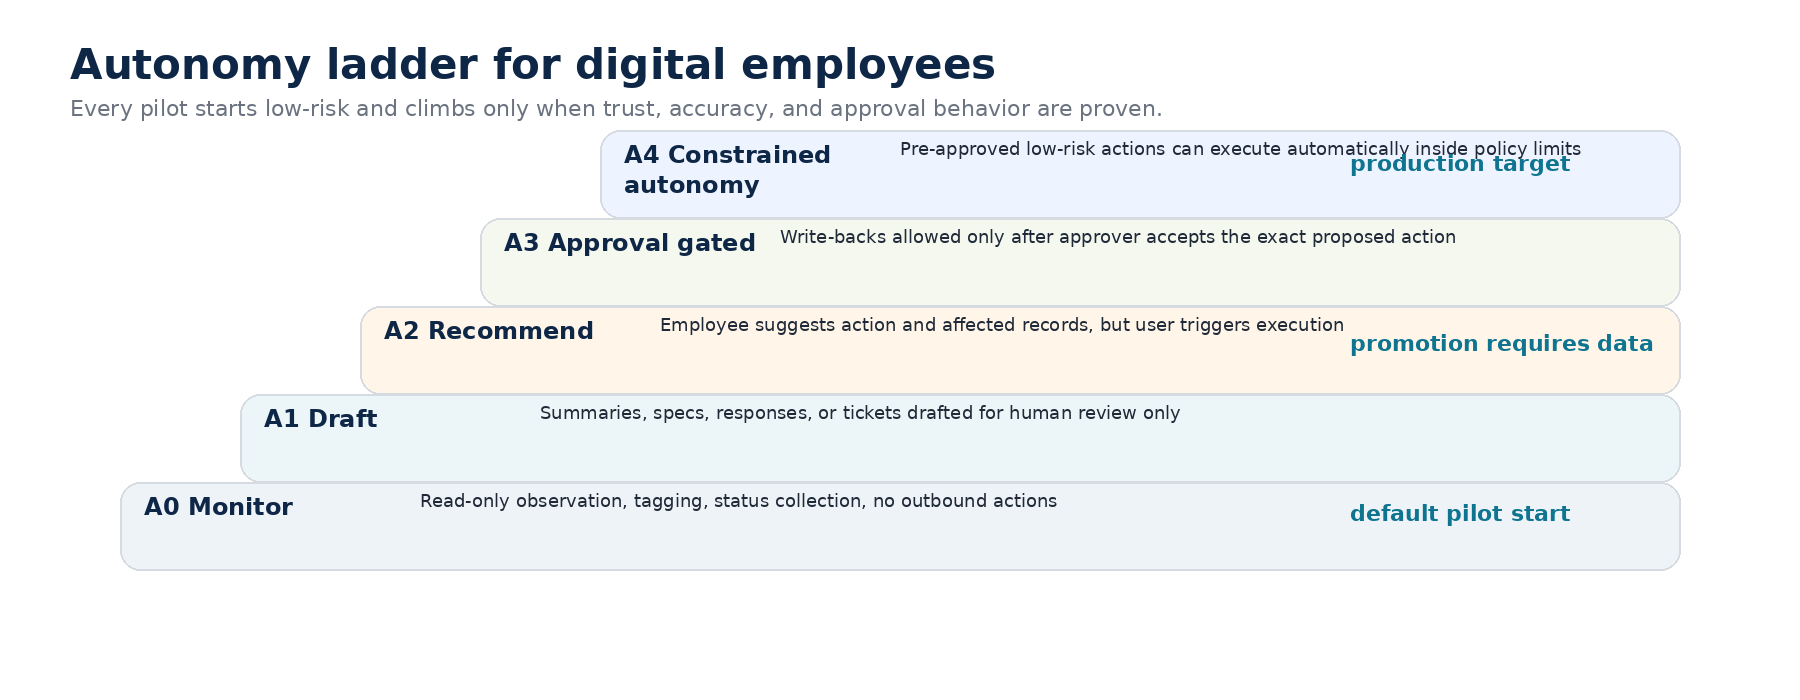 Autonomy ladder for digital employees
Every pilot starts low-risk and climbs only when trust, accuracy, and approval behavior are proven.
A4 Constrained
autonomy
Pre-approved low-risk actions can execute automatically inside policy limits
production target
A3 Approval gated
Write-backs allowed only after approver accepts the exact proposed action
A2 Recommend
Employee suggests action and affected records, but user triggers execution
promotion requires data
A1 Draft
Summaries, specs, responses, or tickets drafted for human review only
A0 Monitor
Read-only observation, tagging, status collection, no outbound actions
default pilot start